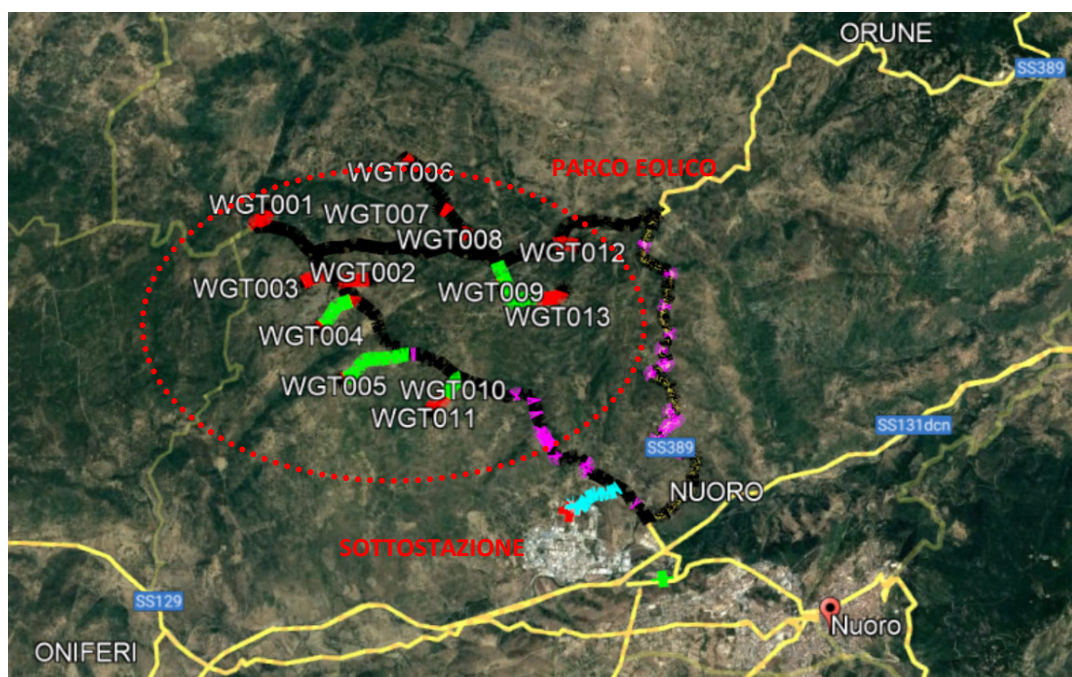 ORUNE
SS389
PARCO EOLICO
WGT006
WGT001
WGT007
WGT008
WGT012
WGT002
WGT003
WGT009
WGT013
WGT004
WGT005
WGT010
WGT011
SS131dcn
SS389
NUORO
SOTTOSTAZIONE
SS129
Nuoro
ONIFERI